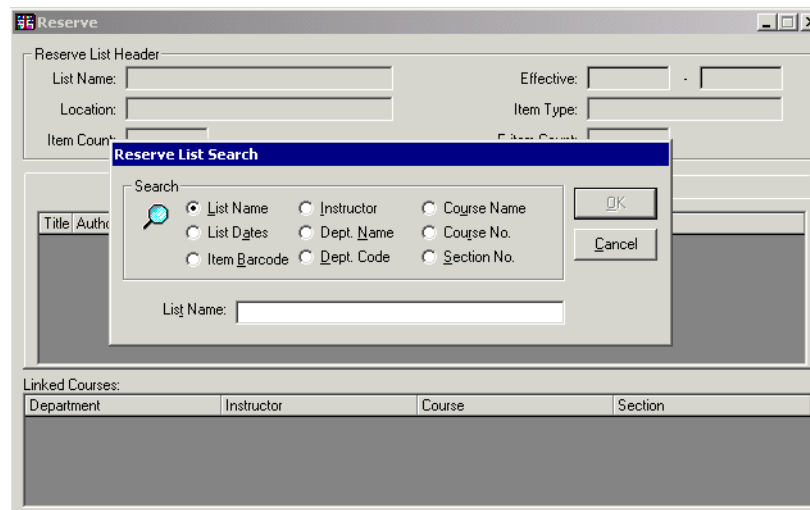 Reserve
Reserve List Header
List Name: Effective: -
Location: Item Type:
Item Count:
Reserve List Search
Search
List Name Instructor Course Name
List Dates Dept. Name Course No.
Item Barcode Dept. Code Section No.
OK
Cancel
List Name:
Title
Linked Courses:
Department Instructor Course Section